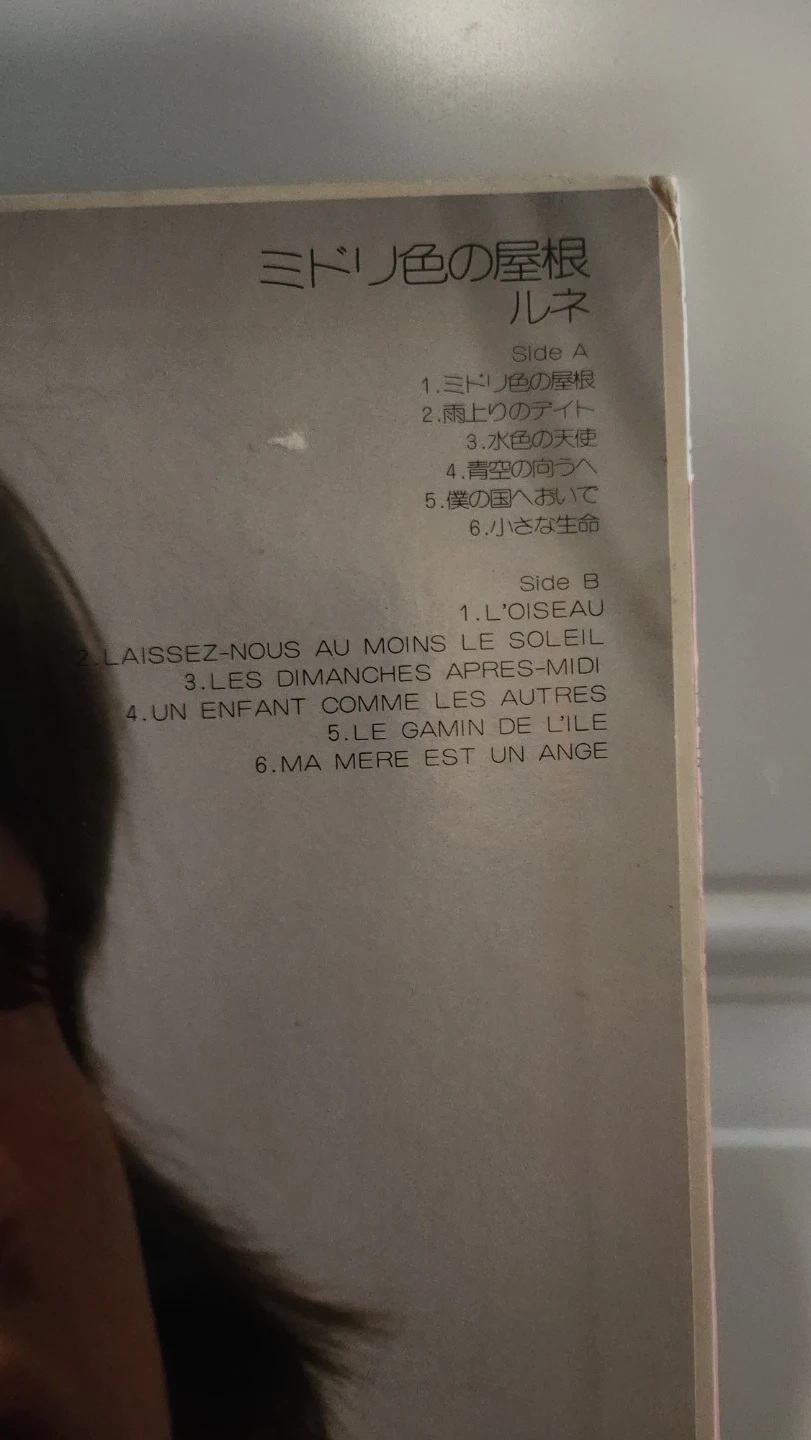 ミドリ色の屋根
ルネ
Side A
1.ミドリ色の屋根
2.雨上りのデイト
3.水色の天使
4.青空の向うへ
5.僕の国へおいで
6.小さな生命
Side B
1.L'OISEAU
2.LAISSEZ-NOUS AU MOINS LE SOLEIL
3.LES DIMANCHES APRES-MIDI
4.UN ENFANT COMME LES AUTRES
5.LE GAMIN DE L'ILE
6.MA MERE EST UN ANGE